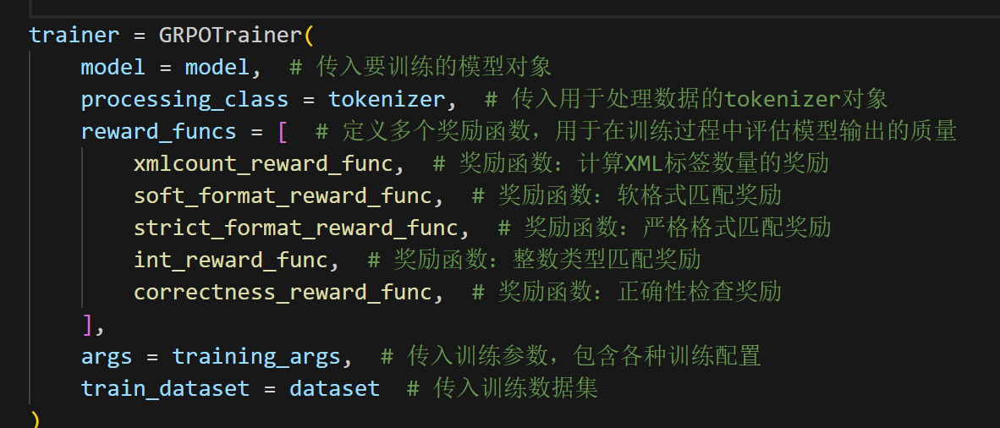 trainer = GRPOTrainer(
    model = model,  # 传入要训练的模型对象
    processing_class = tokenizer,  # 传入用于处理数据的tokenizer对象
    reward_funcs = [  # 定义多个奖励函数，用于在训练过程中评估模型输出的质量
        xmlcount_reward_func,  # 奖励函数：计算XML标签数量的奖励
        soft_format_reward_func,  # 奖励函数：软格式匹配奖励
        strict_format_reward_func,  # 奖励函数：严格格式匹配奖励
        int_reward_func,  # 奖励函数：整数类型匹配奖励
        correctness_reward_func,  # 奖励函数：正确性检查奖励
    ],
    args = training_args,  # 传入训练参数，包含各种训练配置
    train_dataset = dataset  # 传入训练数据集
)